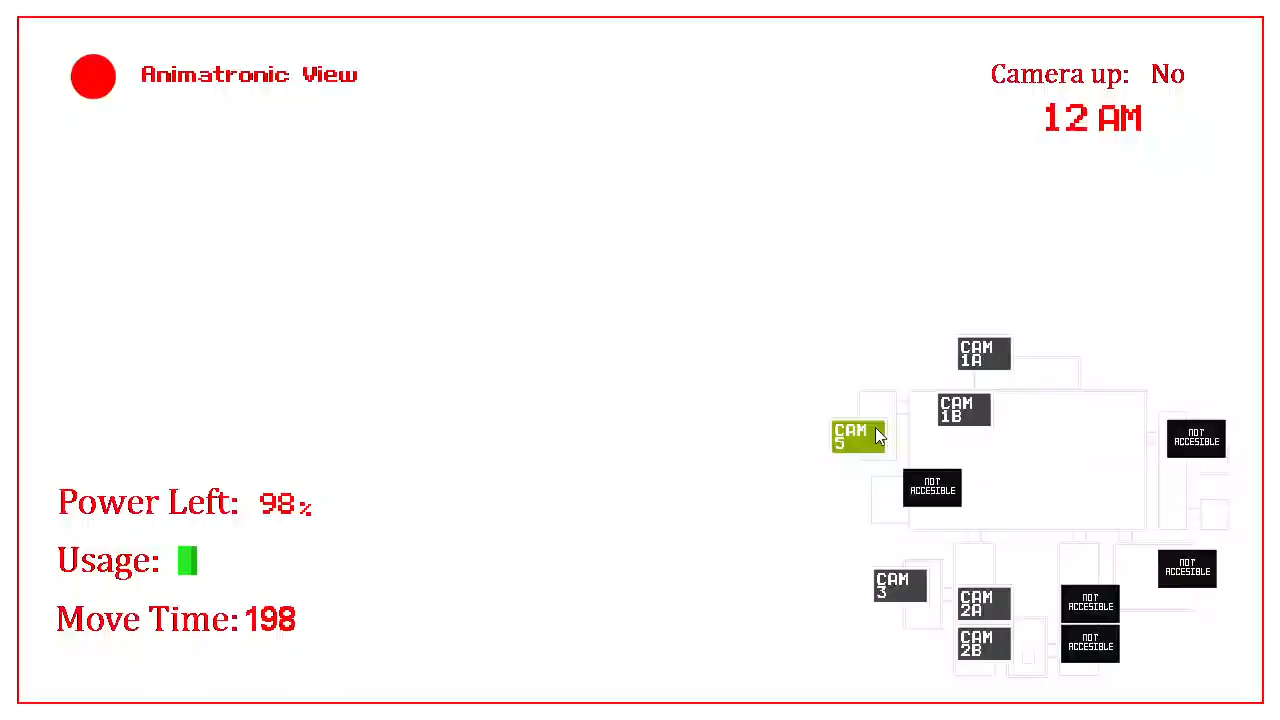 Animatronic View
Camera up: No
12 AM
CAM
1A
CAM
1B
CAM
5
NOT
ACCESIBLE
NOT
ACCESIBLE
Power Left: 98%
Usage:
Move Time: 198
NOT
ACCESIBLE
CAM
3
CAM
2A
NOT
ACCESIBLE
CAM
2B
NOT
ACCESIBLE